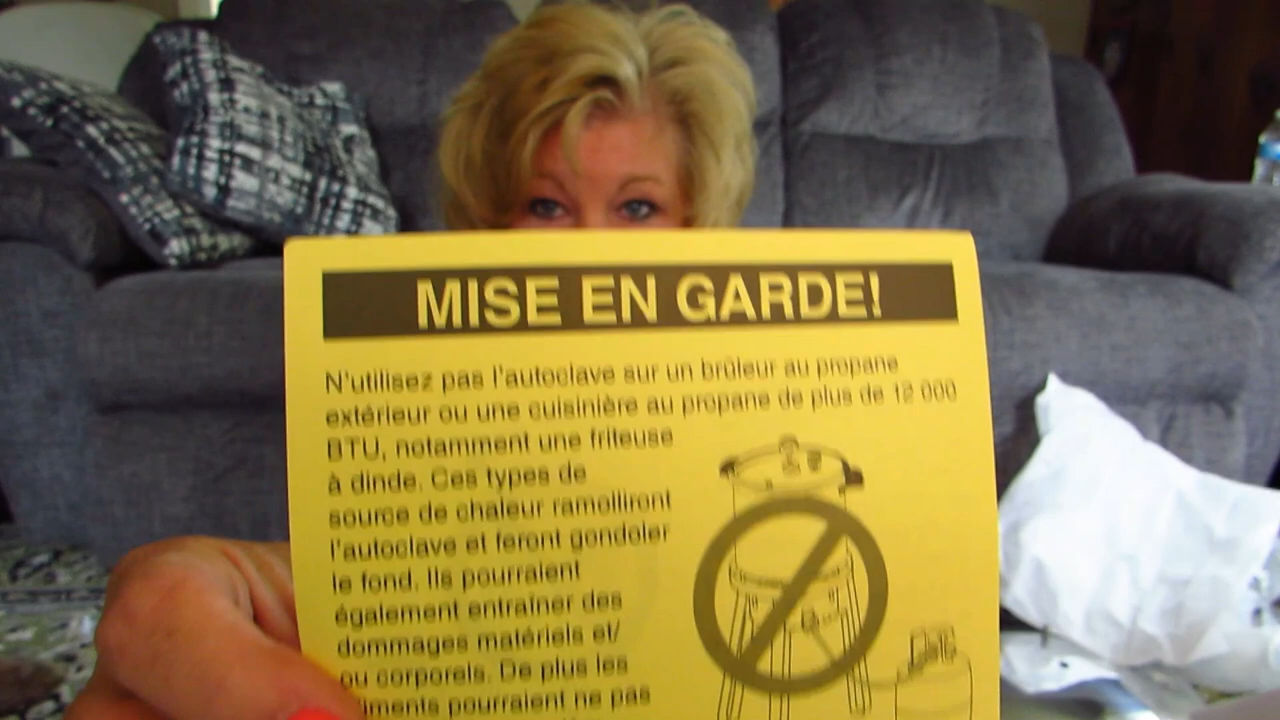 MISE EN GARDE!
N'utilisez pas l'autoclave sur un brûleur au propane
extérieur ou une cuisinière au propane de plus de 12 000
BTU, notamment une friteuse
à dinde. Ces types de
source de chaleur ramolliront
l'autoclave et feront gondoler
le fond. Ils pourraient
également entraîner des
dommages matériels et/
ou corporels. De plus les
aliments pourraient ne pas